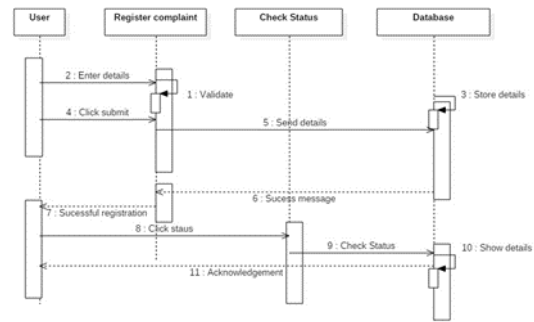 User
Register complaint
Check Status
Database
2 : Enter details
1 : Validate
3 : Store details
4 : Click submit
5 : Send details
6 : Sucess message
7 : Sucessful registration
8 : Click staus
9 : Check Status
10 : Show details
11 : Acknowledgement